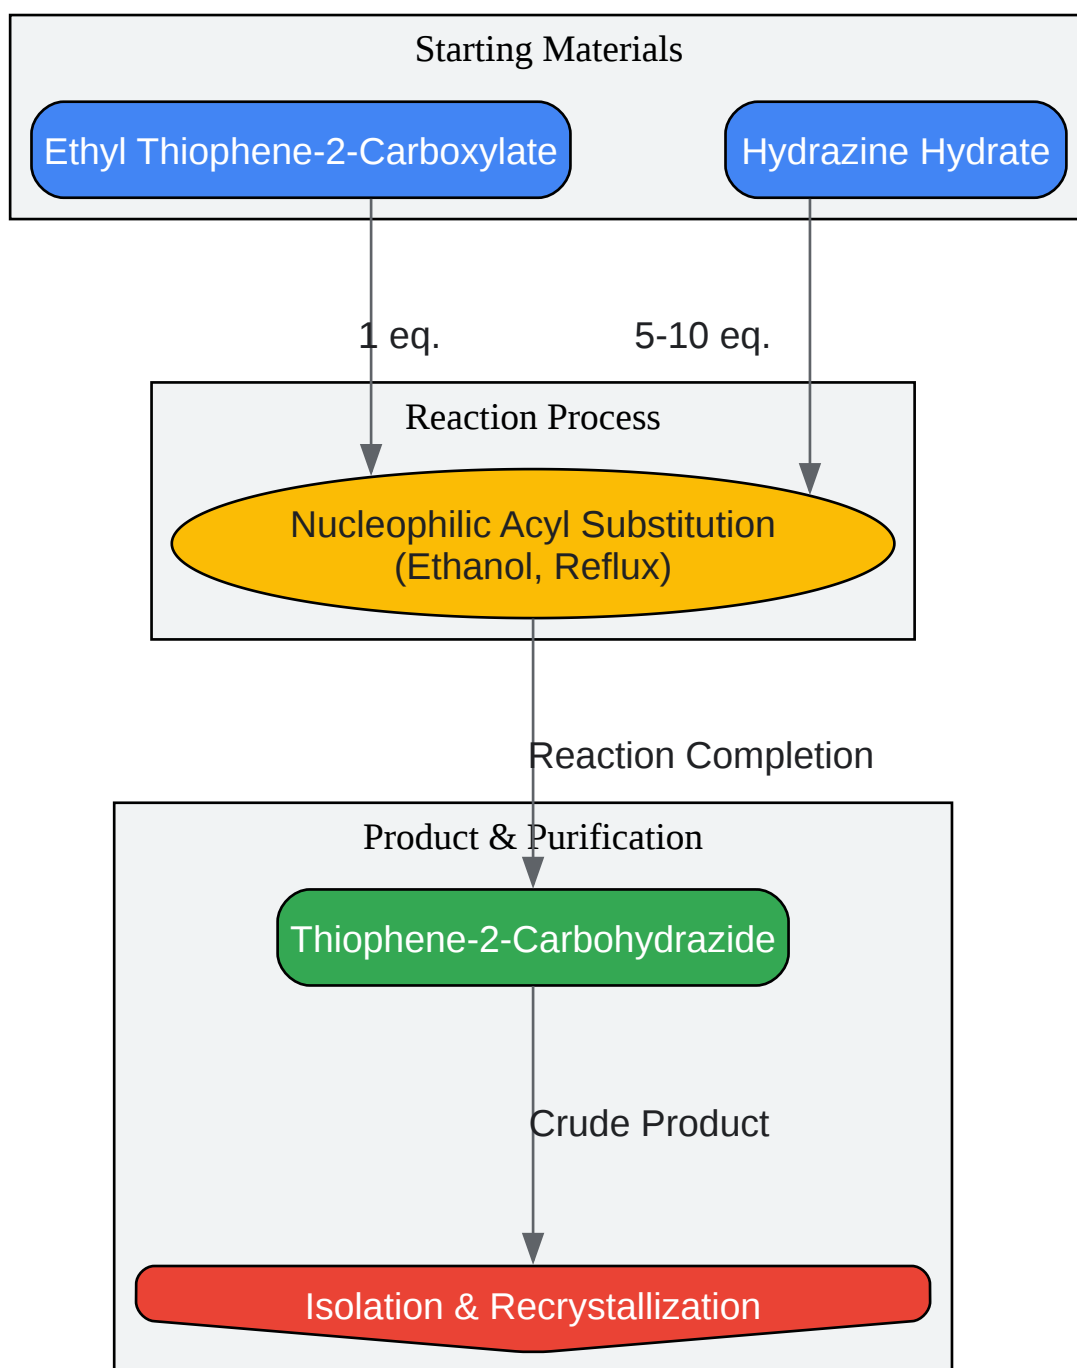 Starting Materials
Ethyl Thiophene-2-Carboxylate
Hydrazine Hydrate
1 eq.
5-10 eq.
Reaction Process
Nucleophilic Acyl Substitution
(Ethanol, Reflux)
Reaction Completion
Product & Purification
Thiophene-2-Carbohydrazide
Crude Product
Isolation & Recrystallization